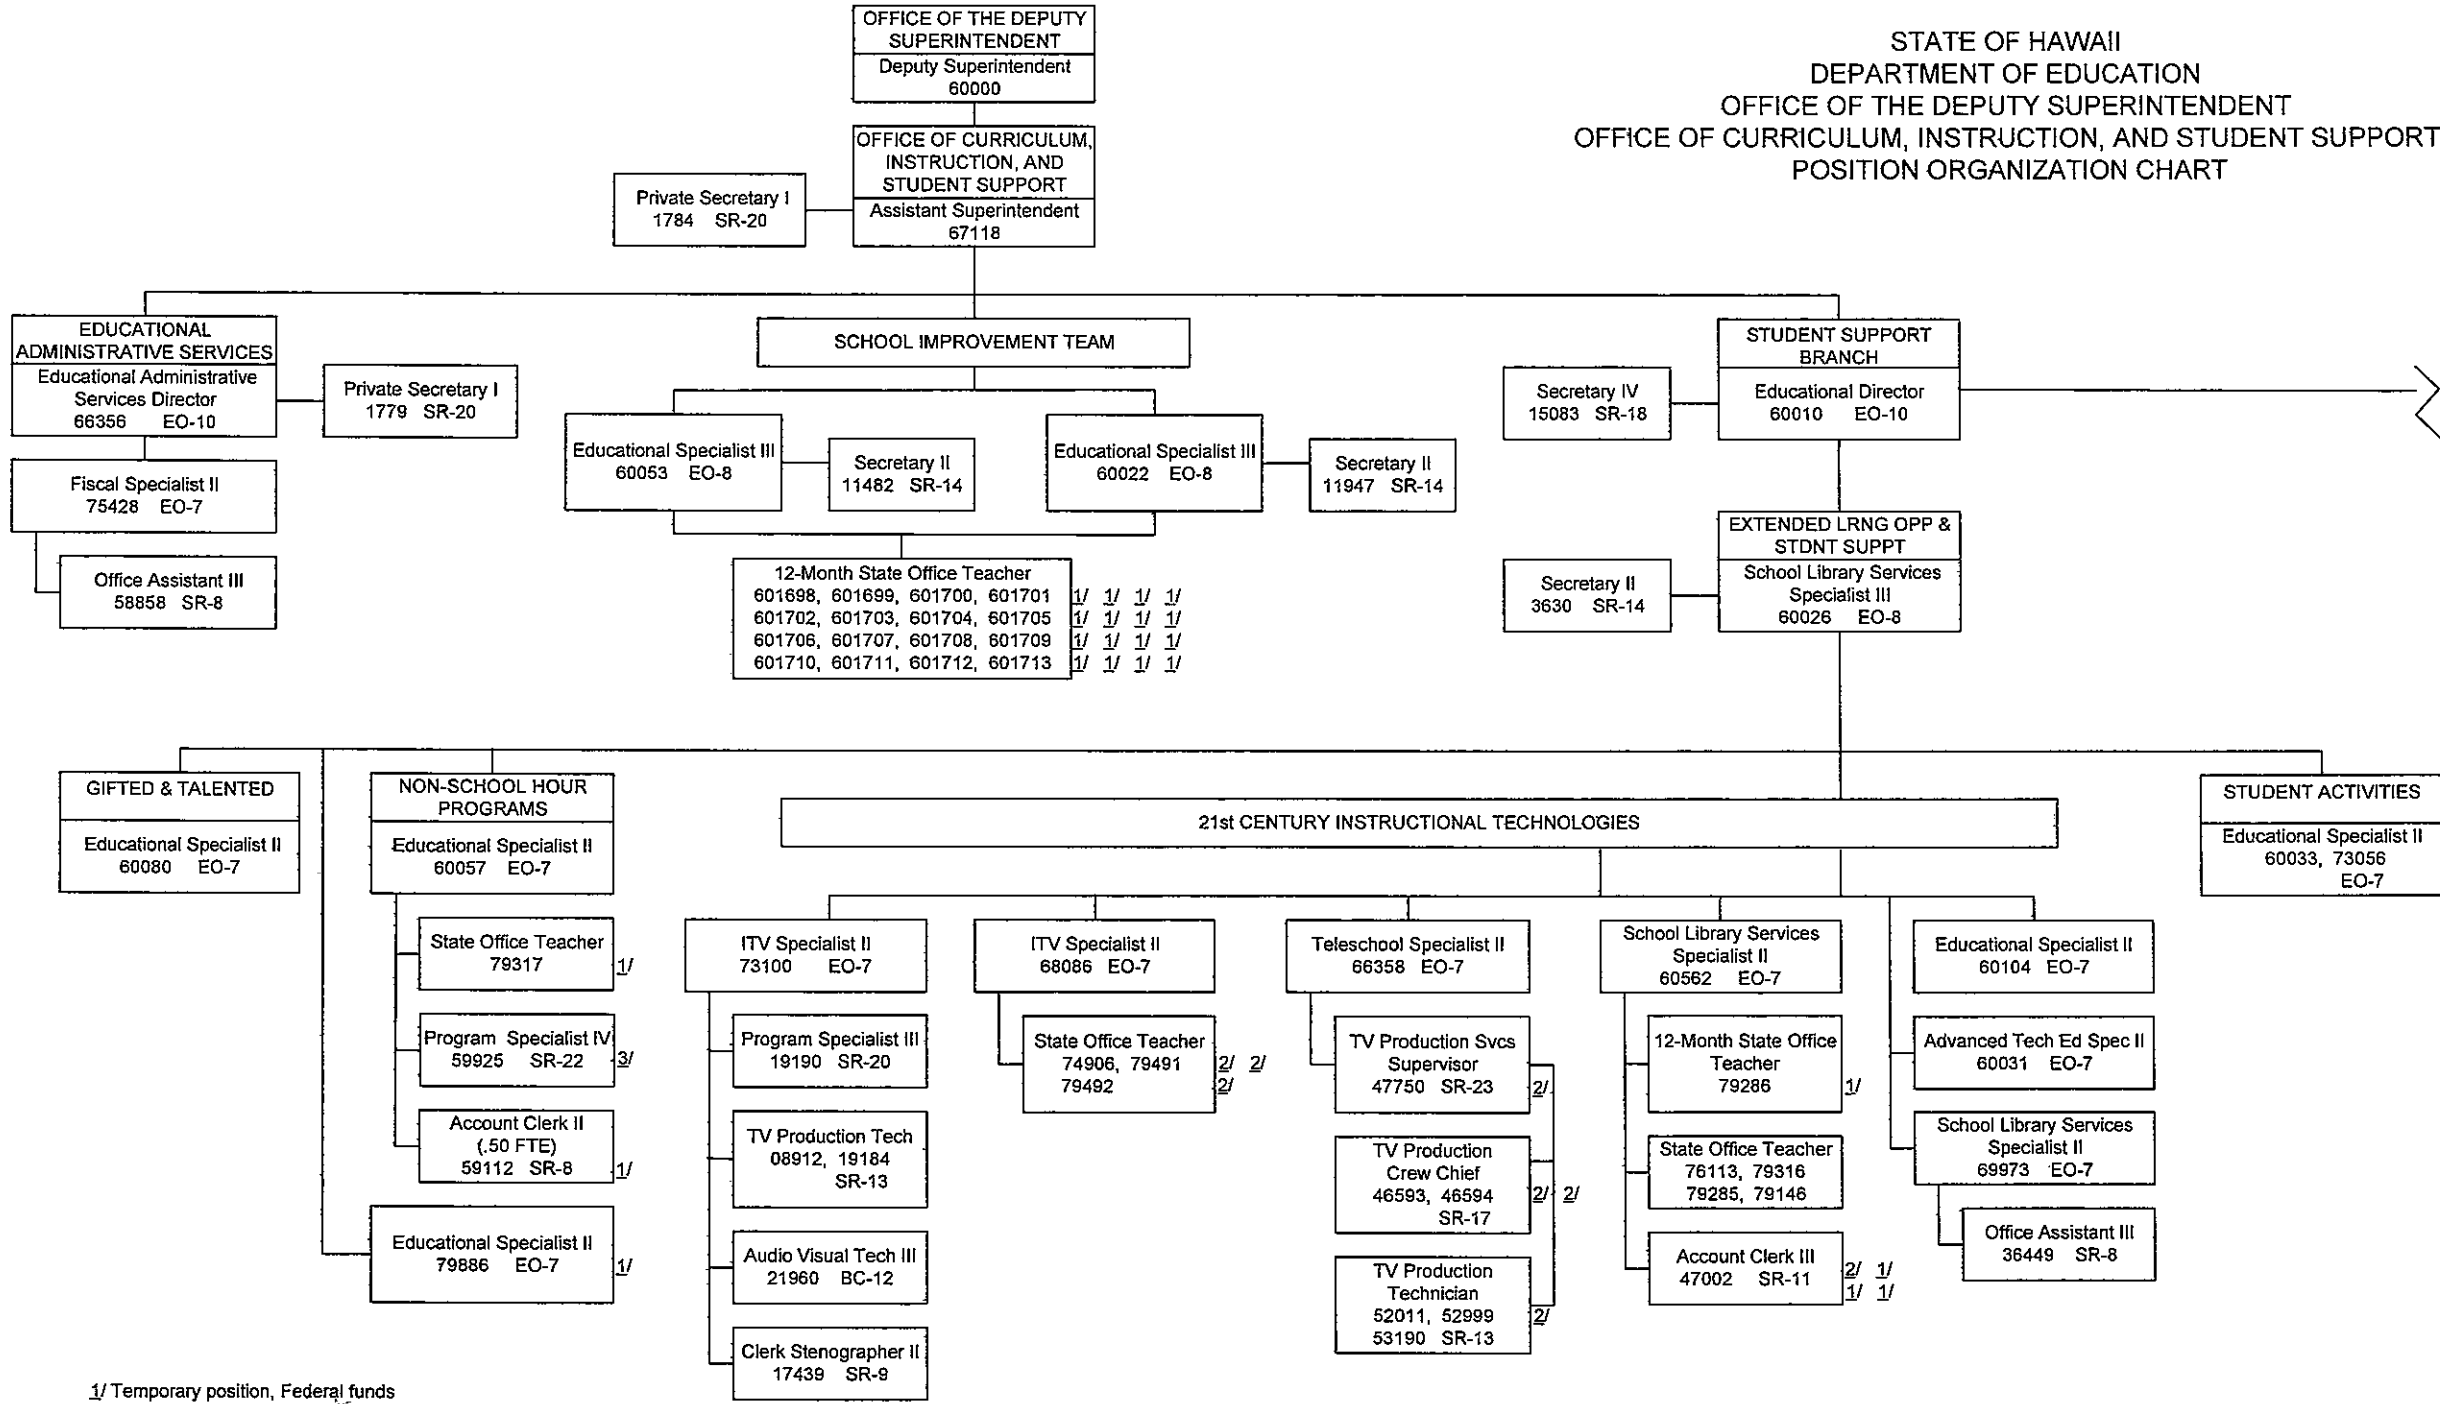 STATE OF HAWAII
DEPARTMENT OF EDUCATION
OFFICE OF THE DEPUTY SUPERINTENDENT
OFFICE OF CURRICULUM, INSTRUCTION, AND STUDENT SUPPORT
POSITION ORGANIZATION CHART
OFFICE OF THE DEPUTY
SUPERINTENDENT
Deputy Superintendent
60000
OFFICE OF CURRICULUM,
INSTRUCTION, AND
STUDENT SUPPORT
Assistant Superintendent
67118
Private Secretary I
1784 SR-20
EDUCATIONAL
ADMINISTRATIVE SERVICES
Educational Administrative
Services Director
66356 EO-10
Private Secretary I
1779 SR-20
Fiscal Specialist II
75428 EO-7
Office Assistant III
58858 SR-8
SCHOOL IMPROVEMENT TEAM
Educational Specialist III
60053 EO-8
Secretary II
11482 SR-14
Educational Specialist III
60022 EO-8
Secretary II
11947 SR-14
12-Month State Office Teacher
601698, 601699, 601700, 601701 1/ 1/ 1/ 1/
601702, 601703, 601704, 601705 1/ 1/ 1/ 1/
601706, 601707, 601708, 601709 1/ 1/ 1/ 1/
601710, 601711, 601712, 601713 1/ 1/ 1/ 1/
STUDENT SUPPORT
BRANCH
Educational Director
60010 EO-10
Secretary IV
15083 SR-18
EXTENDED LRNG OPP &
STDNT SUPPT
School Library Services
Specialist III
60026 EO-8
Secretary II
3630 SR-14
GIFTED & TALENTED
Educational Specialist II
60080 EO-7
NON-SCHOOL HOUR
PROGRAMS
Educational Specialist II
60057 EO-7
State Office Teacher
79317 1/
Program Specialist IV
59925 SR-22 3/
Account Clerk II
(.50 FTE)
59112 SR-8 1/
Educational Specialist II
79886 EO-7 1/
21st CENTURY INSTRUCTIONAL TECHNOLOGIES
ITV Specialist II
73100 EO-7
Program Specialist III
19190 SR-20
TV Production Tech
08912, 19184
SR-13
Audio Visual Tech III
21960 BC-12
Clerk Stenographer II
17439 SR-9
ITV Specialist II
68086 EO-7
State Office Teacher
74906, 79491 2/ 2/
79492 2/
Teleschool Specialist II
66358 EO-7
TV Production Svcs
Supervisor
47750 SR-23 2/
TV Production
Crew Chief
46593, 46594 2/ 2/
SR-17
TV Production
Technician
52011, 52999 2/
53190 SR-13
School Library Services
Specialist II
60562 EO-7
12-Month State Office
Teacher
79286 1/
State Office Teacher
76113, 79316
79285, 79146
Account Clerk III
47002 SR-11 2/ 1/
1/ 1/
Educational Specialist II
60104 EO-7
Advanced Tech Ed Spec II
60031 EO-7
School Library Services
Specialist II
69973 EO-7
Office Assistant III
36449 SR-8
STUDENT ACTIVITIES
Educational Specialist II
60033, 73056
EO-7
1/ Temporary position, Federal funds